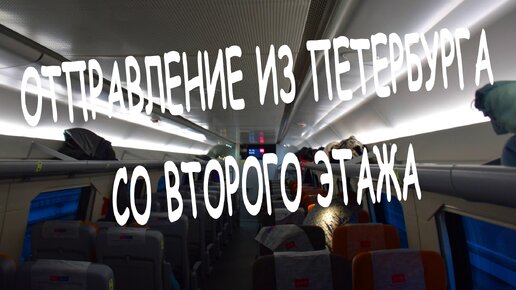 ОТПРАВЛЕНИЕ ИЗ ПЕТЕРБУРГА
СО ВТОРОГО ЭТАЖА